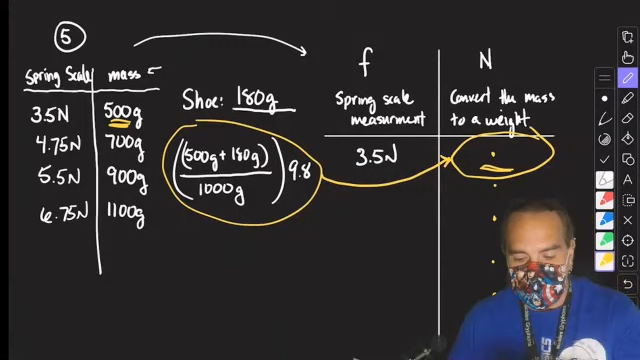 5
Spring Scale mass
3.5N 500g
4.75N 700g
5.5N 900g
6.75N 1100g
Shoe: 180g
((500g + 180g) / 1000g) 9.8
f N
Spring scale measurment
Convert the mass to a weight
3.5N